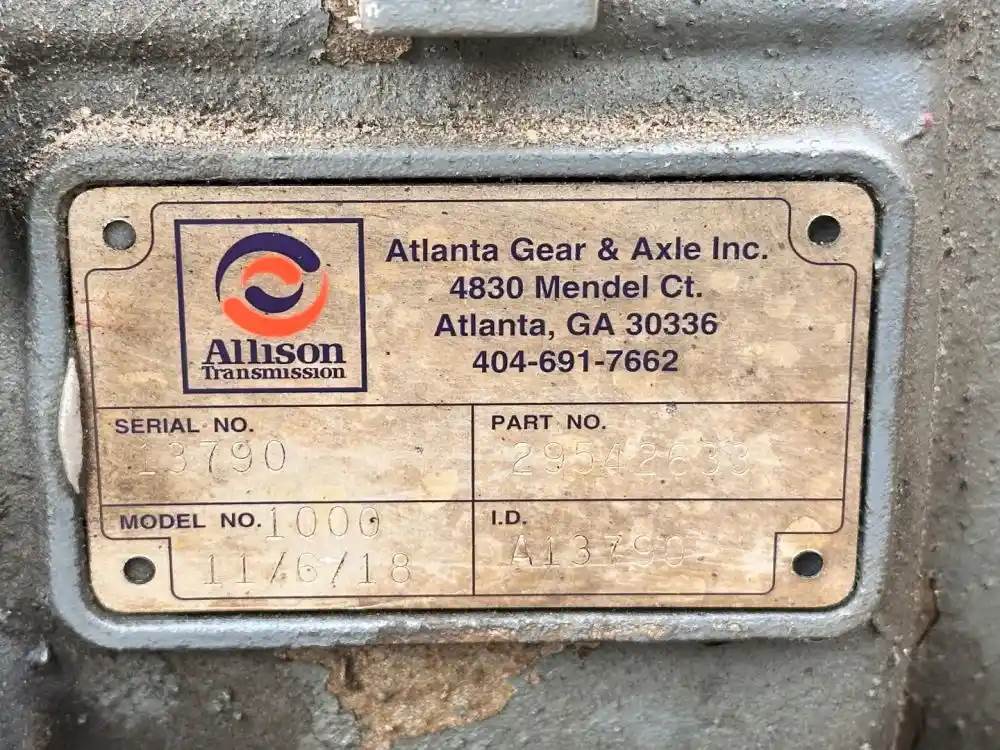 Allison
Transmission
Atlanta Gear & Axle Inc.
4830 Mendel Ct.
Atlanta, GA 30336
404-691-7662
SERIAL NO.
13790
PART NO.
29542633
MODEL NO. 1000
11/6/18
I.D.
A13790